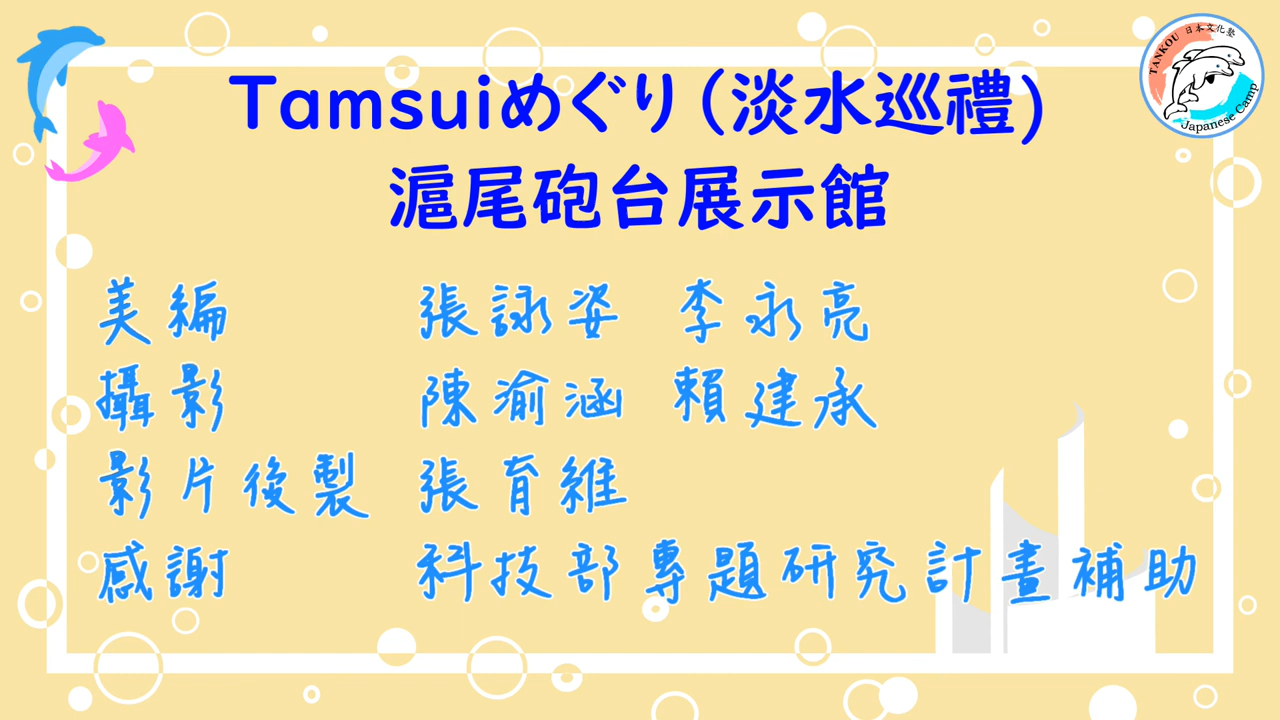 Tamsuiめぐり(淡水巡禮)
滬尾砲台展示館
美編 張詠姿 李永亮
攝影 陳渝涵 賴建承
影片後製 張育維
感謝 科技部專題研究計畫補助
TANKOU 日本文化塾
Japanese Camp